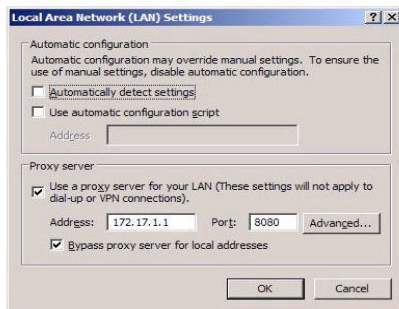 Local Area Network (LAN) Settings
Automatic configuration
Automatic configuration may override manual settings. To ensure the
use of manual settings, disable automatic configuration.
Automatically detect settings
Use automatic configuration script
Address
Proxy server
Use a proxy server for your LAN (These settings will not apply to
dial-up or VPN connections).
Address: 172.17.1.1 Port: 8080 Advanced...
Bypass proxy server for local addresses
OK Cancel